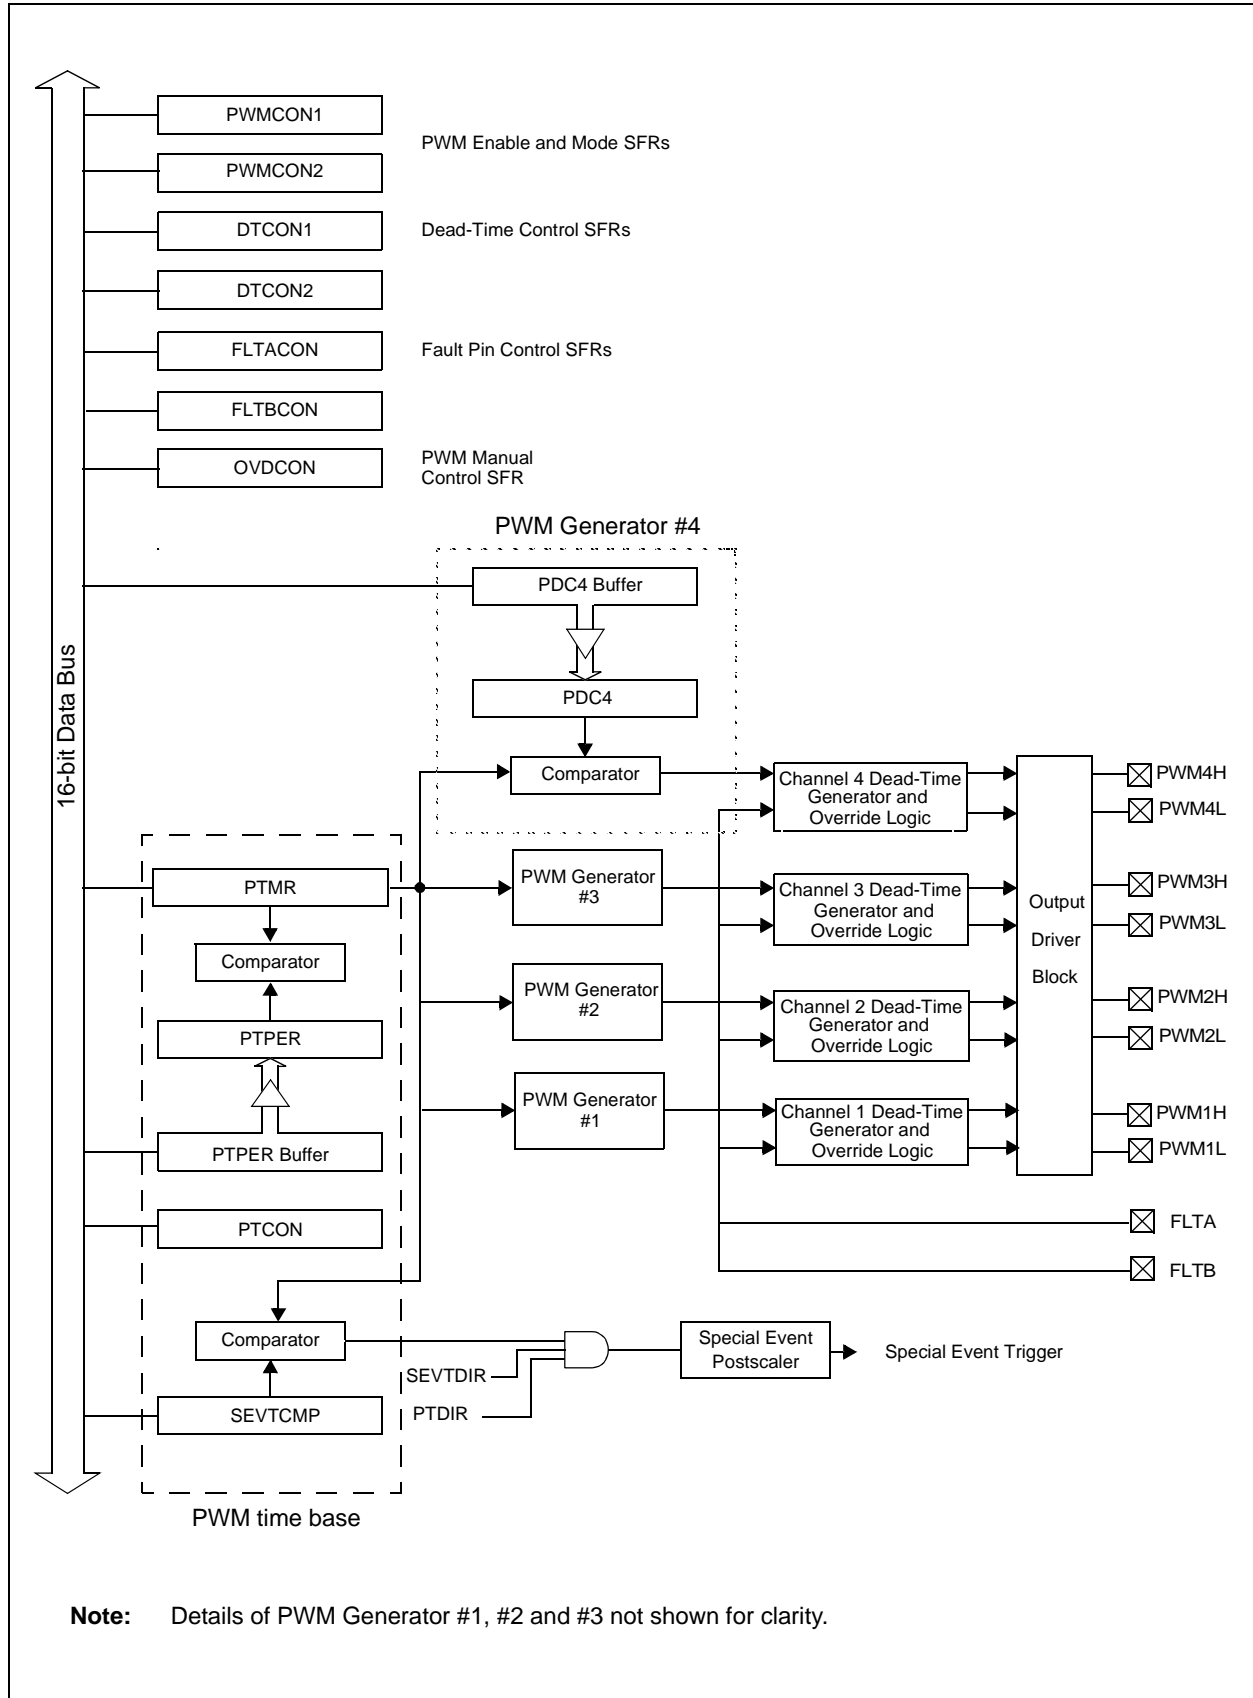 PWMCON1
PWM Enable and Mode SFRs
PWMCON2
DTCON1
Dead-Time Control SFRs
DTCON2
FLTACON
Fault Pin Control SFRs
FLTBCON
OVDCON
PWM Manual
Control SFR
PWM Generator #4
PDC4 Buffer
16-bit Data Bus
PDC4
Comparator
Channel 4 Dead-Time
Generator and
Override Logic
PWM4H
PWM4L
PTMR
PWM Generator
#3
Channel 3 Dead-Time
Generator and
Override Logic
PWM3H
PWM3L
Output
Driver
Block
Comparator
PTPER
PWM Generator
#2
Channel 2 Dead-Time
Generator and
Override Logic
PWM2H
PWM2L
PWM Generator
#1
Channel 1 Dead-Time
Generator and
Override Logic
PWM1H
PWM1L
PTPER Buffer
PTCON
FLTA
FLTB
Comparator
SEVTDIR
PTDIR
Special Event
Postscaler
Special Event Trigger
SEVTCMP
PWM time base
Note: Details of PWM Generator #1, #2 and #3 not shown for clarity.